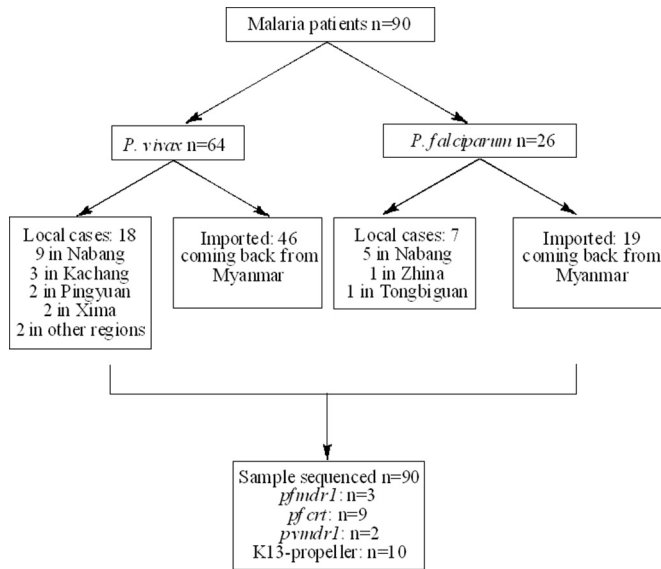 Malaria patients n=90
P. vivax n=64
P. falciparum n=26
Local cases: 18
9 in Nabang
3 in Kachang
2 in Pingyuan
2 in Xima
2 in other regions
Imported: 46
coming back from
Myanmar
Local cases: 7
5 in Nabang
1 in Zhina
1 in Tongbiguan
Imported: 19
coming back from
Myanmar
Sample sequenced n=90
pfmdr1: n=3
pfcrt: n=9
pvmdr1: n=2
K13-propeller: n=10